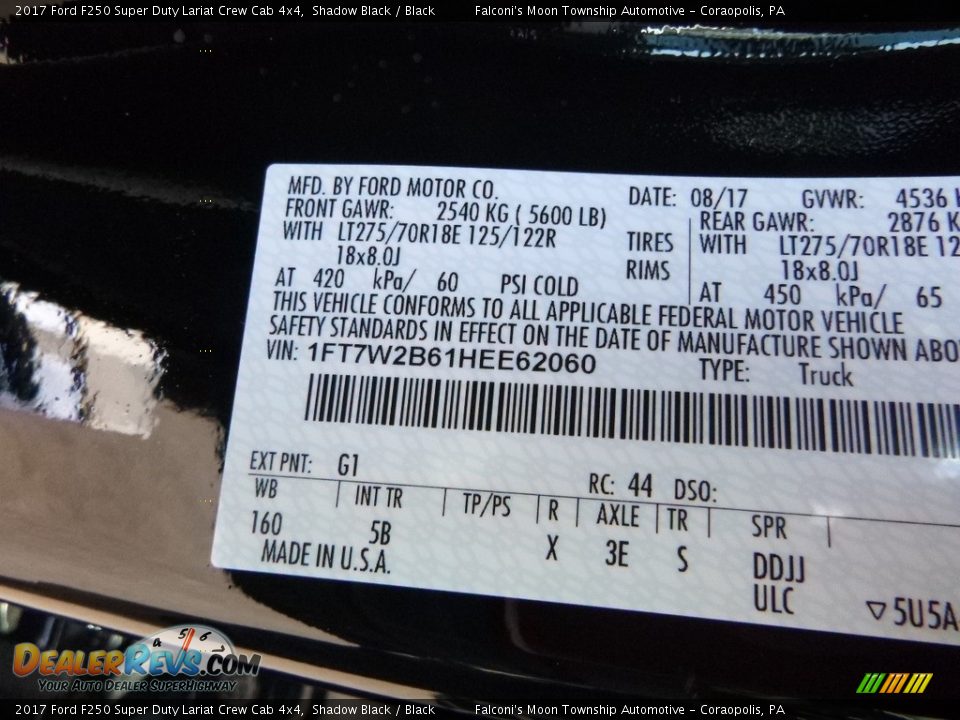 2017 Ford F250 Super Duty Lariat Crew Cab 4x4, Shadow Black / Black Falconi's Moon Township Automotive - Coraopolis, PA
MFD. BY FORD MOTOR CO. DATE: 08/17 GVWR: 4536
FRONT GAWR: 2540 KG ( 5600 LB) REAR GAWR: 2876 K
WITH LT275/70R18E 125/122R TIRES WITH LT275/70R18E 12
18x8.0J RIMS 18x8.0J
AT 420 kPa/ 60 PSI COLD AT 450 kPa/ 65
THIS VEHICLE CONFORMS TO ALL APPLICABLE FEDERAL MOTOR VEHICLE
SAFETY STANDARDS IN EFFECT ON THE DATE OF MANUFACTURE SHOWN ABO
VIN: 1FT7W2B61HEE62060 TYPE: Truck
EXT PNT: G1 RC: 44 DSO:
WB INT TR TP/PS R AXLE TR SPR
160 5B X 3E S DDJJ
MADE IN U.S.A. ULC ▽ 5U5A
4 5 6
DealerRevs.com
Your Auto Dealer SuperHighway
2017 Ford F250 Super Duty Lariat Crew Cab 4x4, Shadow Black / Black Falconi's Moon Township Automotive - Coraopolis, PA